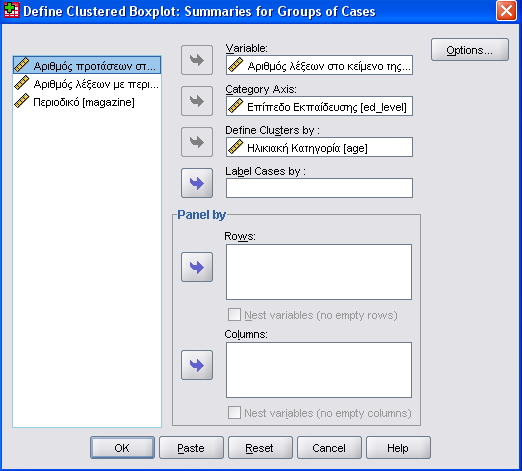 Define Clustered Boxplot: Summaries for Groups of Cases
Αριθμός προτάσεων στ...
Αριθμός λέξεων με περι...
Περιοδικό [magazine]
Variable:
Αριθμός λέξεων στο κείμενο της...
Category Axis:
Επίπεδο Εκπαίδευσης [ed_level]
Define Clusters by :
Ηλικιακή Κατηγορία [age]
Label Cases by :
Options...
Panel by
Rows:
Nest variables (no empty rows)
Columns:
Nest variables (no empty columns)
OK
Paste
Reset
Cancel
Help